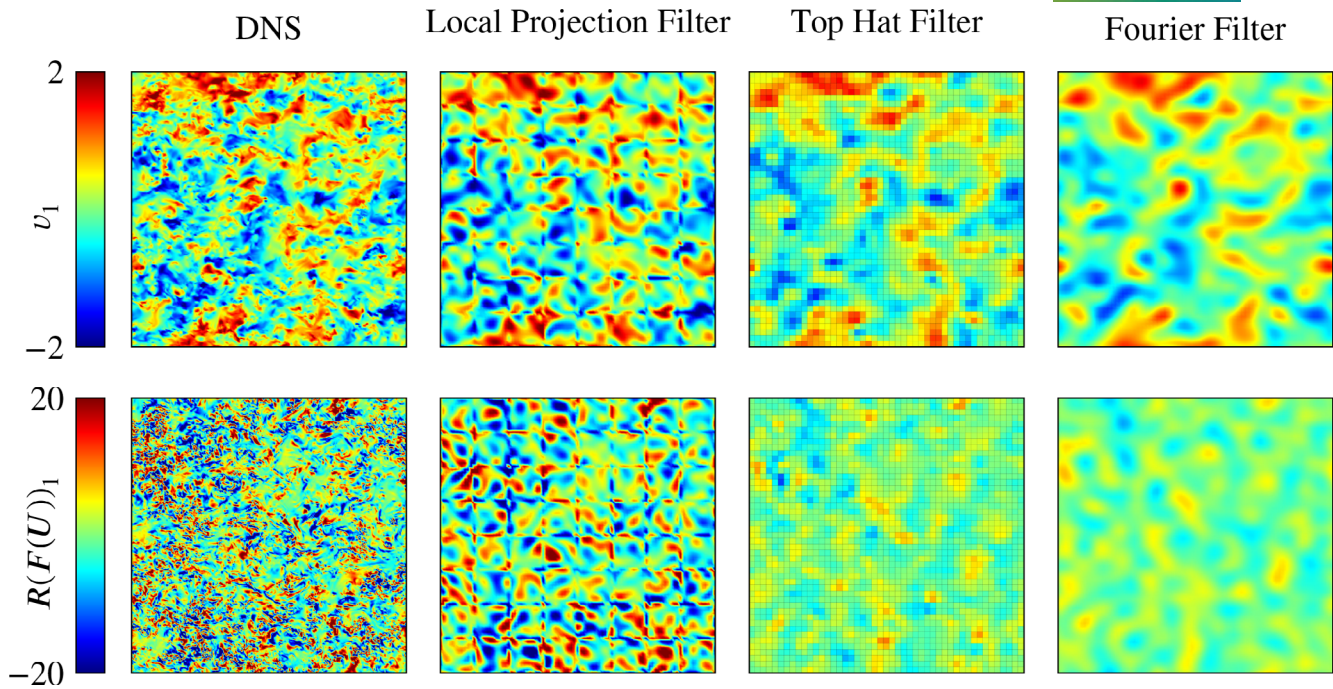 DNS
Local Projection Filter
Top Hat Filter
Fourier Filter
2
v₁
−2
20
R(F(U))₁
−20